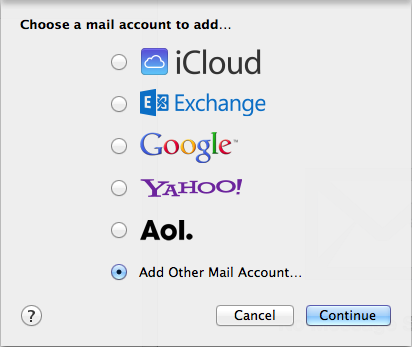 Choose a mail account to add…
iCloud
E Exchange
Google™
YAHOO!
Aol.
Add Other Mail Account...
? Cancel Continue